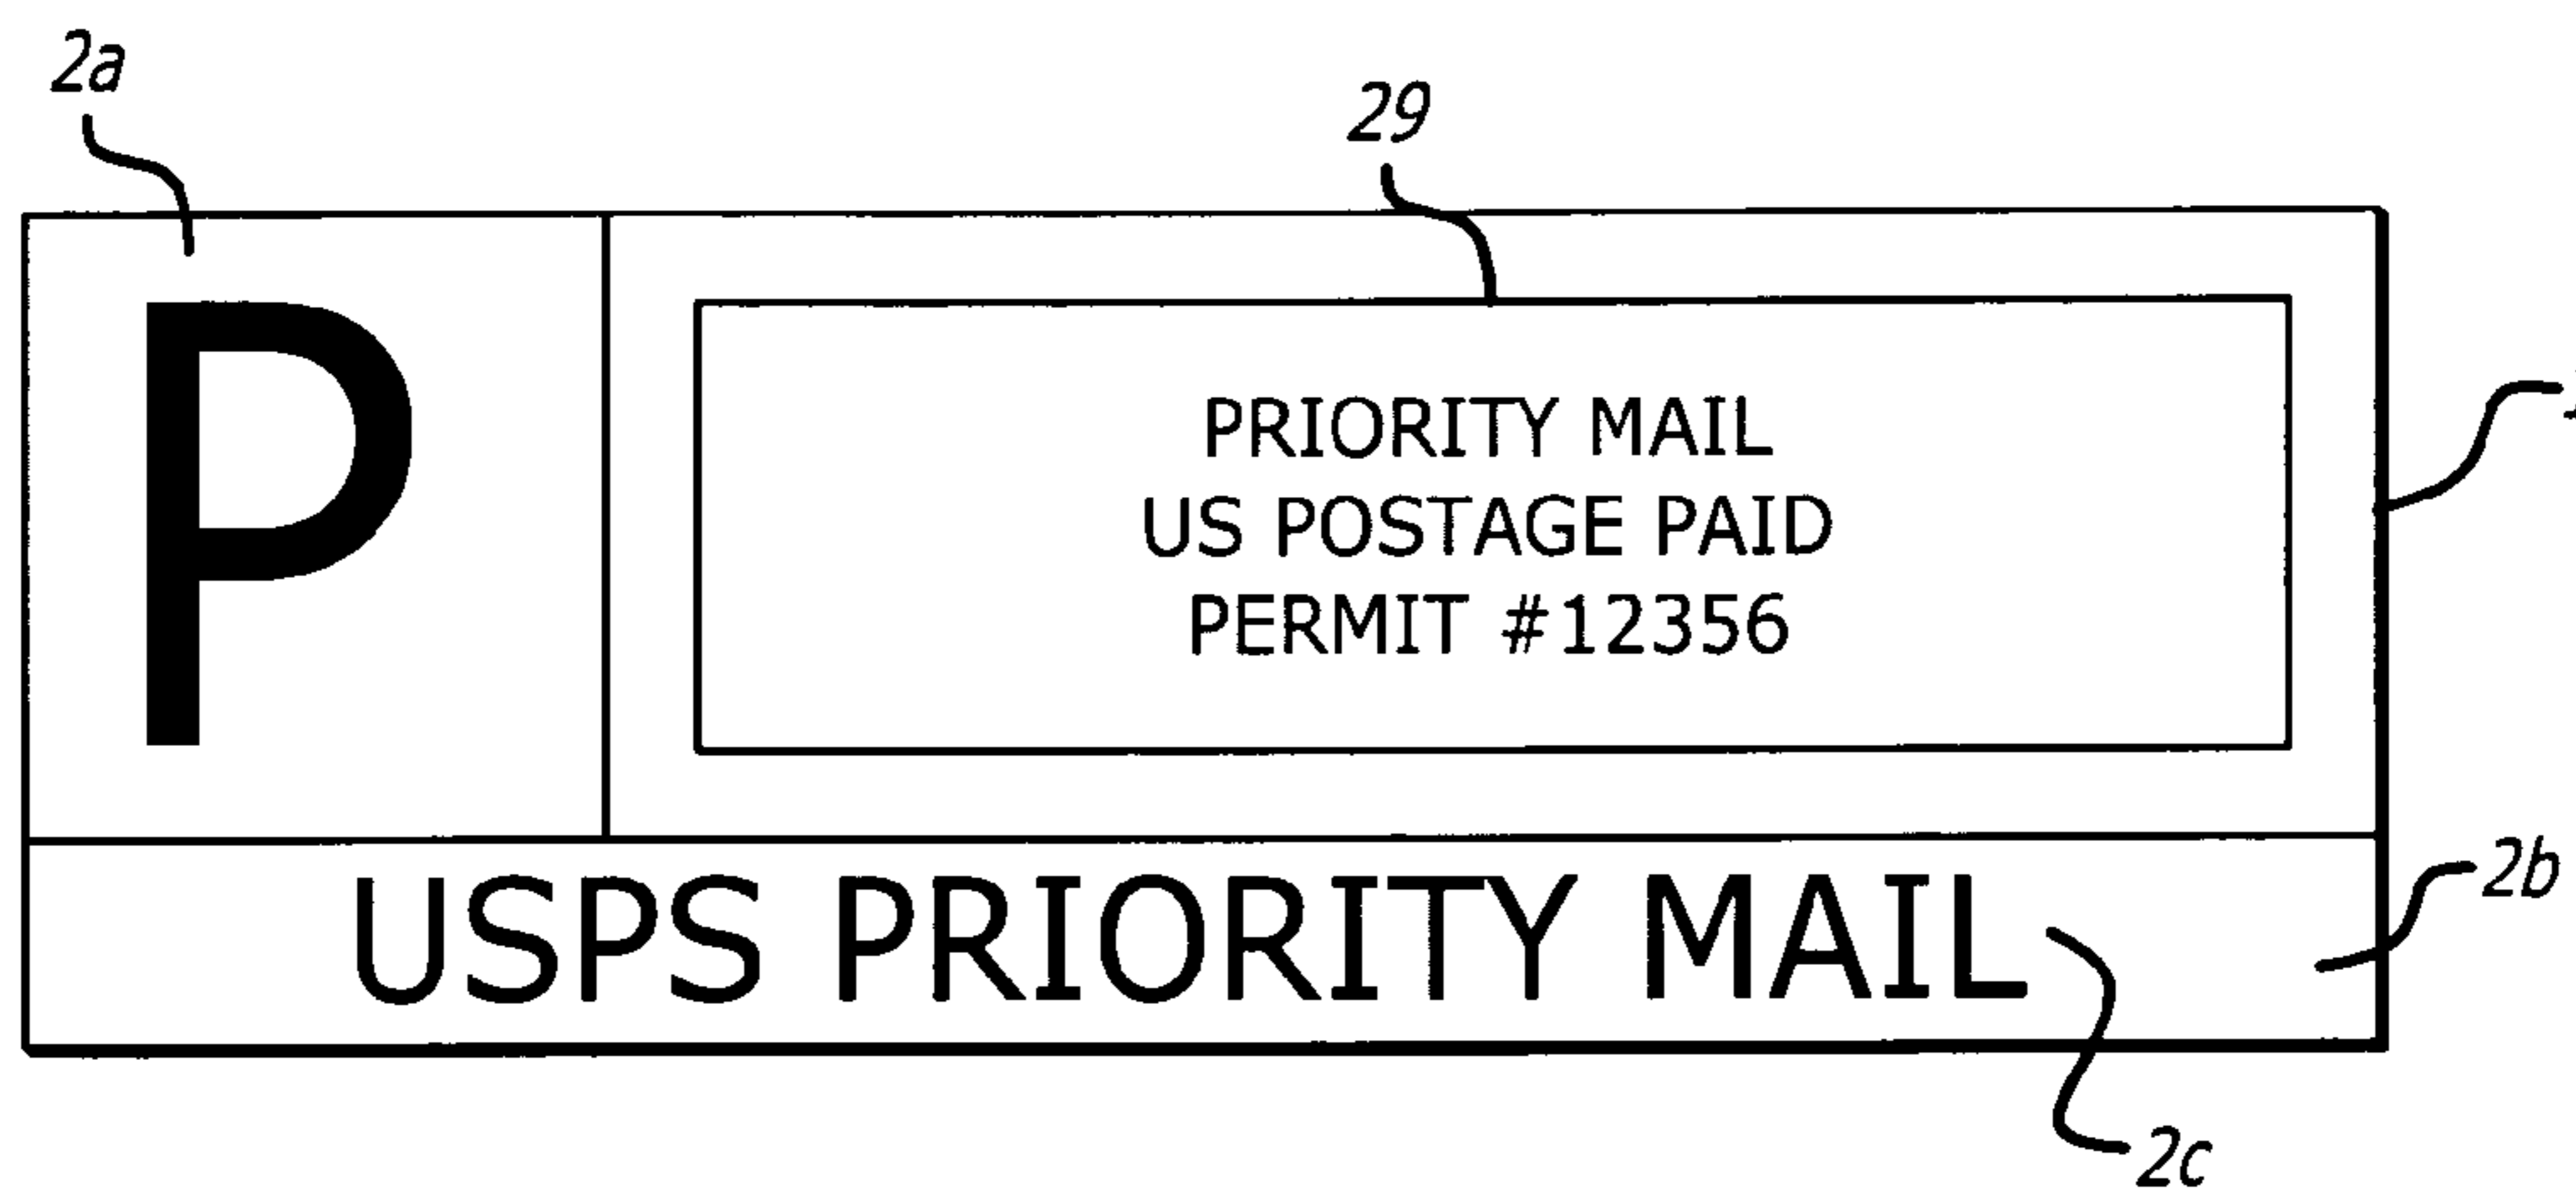 2a
29
P
PRIORITY MAIL
US POSTAGE PAID
PERMIT #12356
USPS PRIORITY MAIL
2b
2c